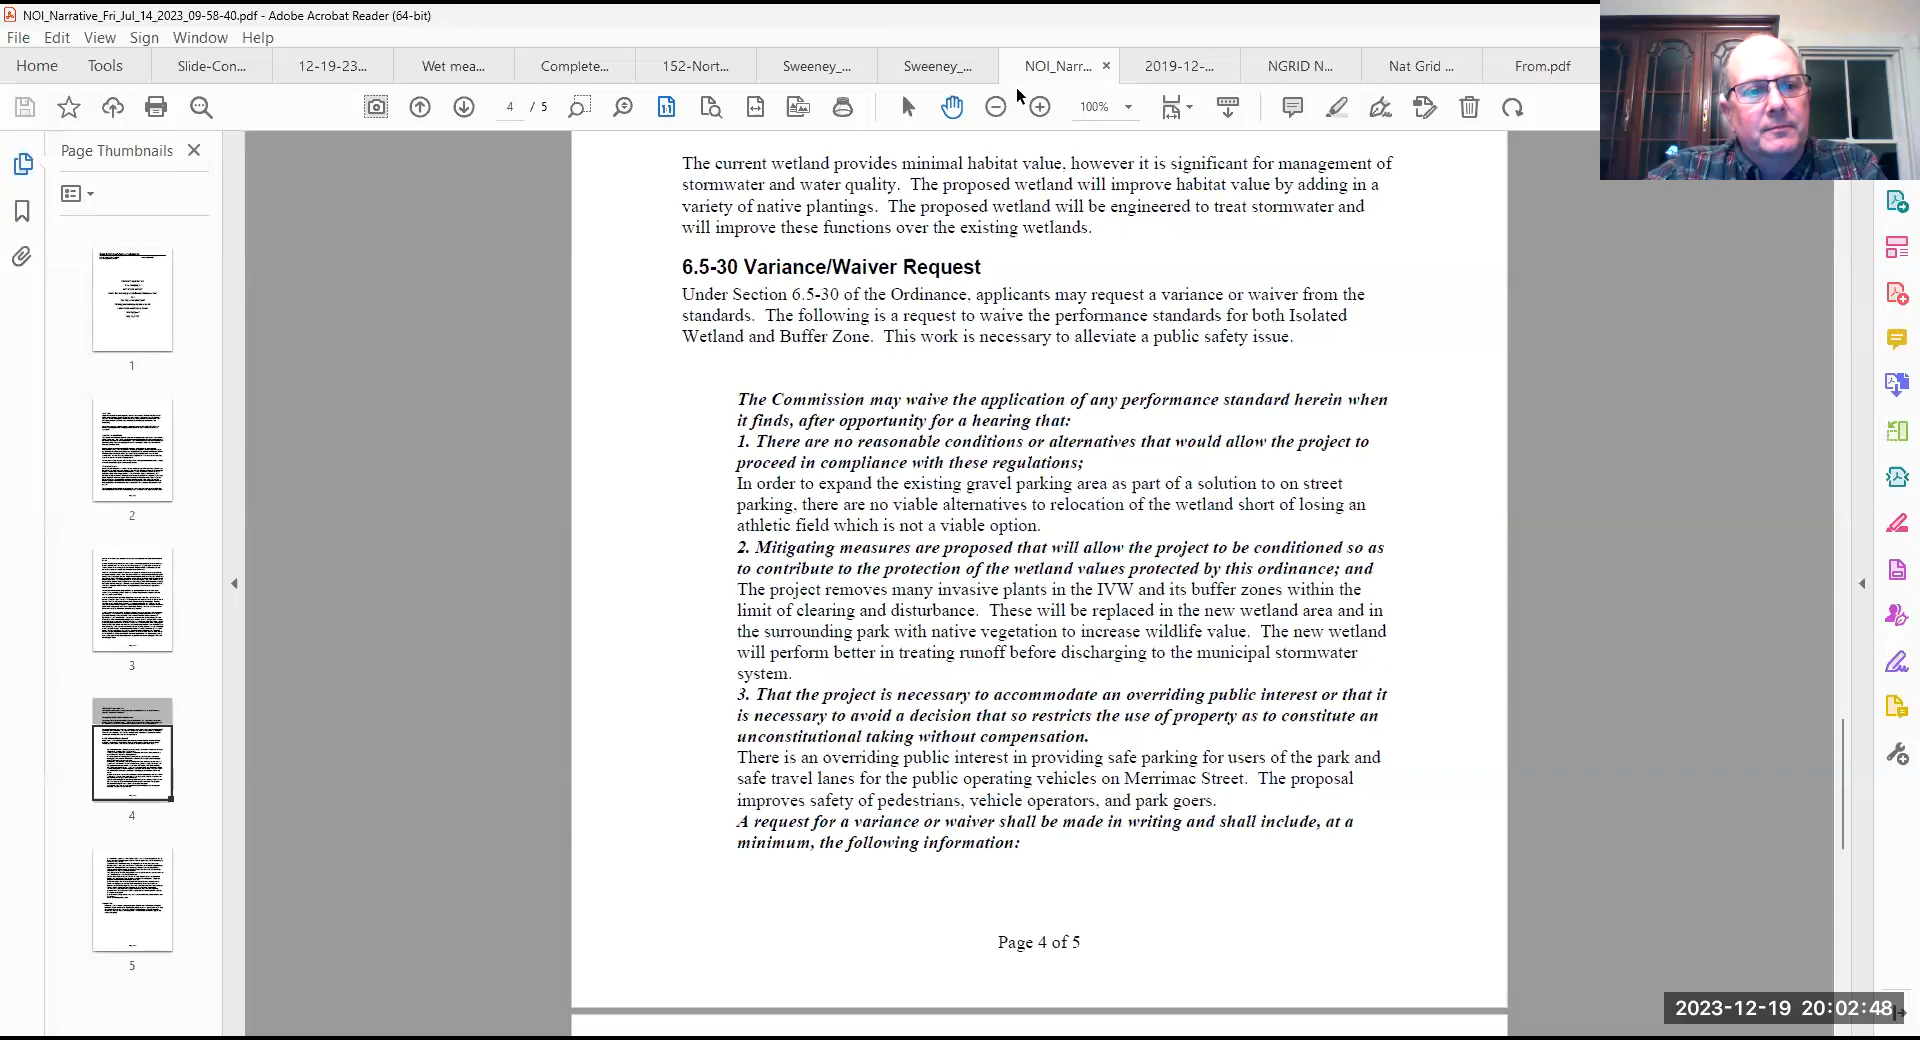 NOI_Narrative_Fri_Jul_14_2023_09-58-40.pdf - Adobe Acrobat Reader (64-bit)
File Edit View Sign Window Help
Home Tools Slide-Con... 12-19-23... Wet mea... Complete... 152-Nort... Sweeney_... Sweeney_... NOI_Narr... × 2019-12-... NGRID N... Nat Grid ... From.pdf
4 / 5 1:1 100%
Page Thumbnails
1
2
3
4
5
The current wetland provides minimal habitat value, however it is significant for management of
stormwater and water quality. The proposed wetland will improve habitat value by adding in a
variety of native plantings. The proposed wetland will be engineered to treat stormwater and
will improve these functions over the existing wetlands.
6.5-30 Variance/Waiver Request
Under Section 6.5-30 of the Ordinance, applicants may request a variance or waiver from the
standards. The following is a request to waive the performance standards for both Isolated
Wetland and Buffer Zone. This work is necessary to alleviate a public safety issue.
The Commission may waive the application of any performance standard herein when
it finds, after opportunity for a hearing that:
1. There are no reasonable conditions or alternatives that would allow the project to
proceed in compliance with these regulations;
In order to expand the existing gravel parking area as part of a solution to on street
parking, there are no viable alternatives to relocation of the wetland short of losing an
athletic field which is not a viable option.
2. Mitigating measures are proposed that will allow the project to be conditioned so as
to contribute to the protection of the wetland values protected by this ordinance; and
The project removes many invasive plants in the IVW and its buffer zones within the
limit of clearing and disturbance. These will be replaced in the new wetland area and in
the surrounding park with native vegetation to increase wildlife value. The new wetland
will perform better in treating runoff before discharging to the municipal stormwater
system.
3. That the project is necessary to accommodate an overriding public interest or that it
is necessary to avoid a decision that so restricts the use of property as to constitute an
unconstitutional taking without compensation.
There is an overriding public interest in providing safe parking for users of the park and
safe travel lanes for the public operating vehicles on Merrimac Street. The proposal
improves safety of pedestrians, vehicle operators, and park goers.
A request for a variance or waiver shall be made in writing and shall include, at a
minimum, the following information:
Page 4 of 5
2023-12-19 20:02:48